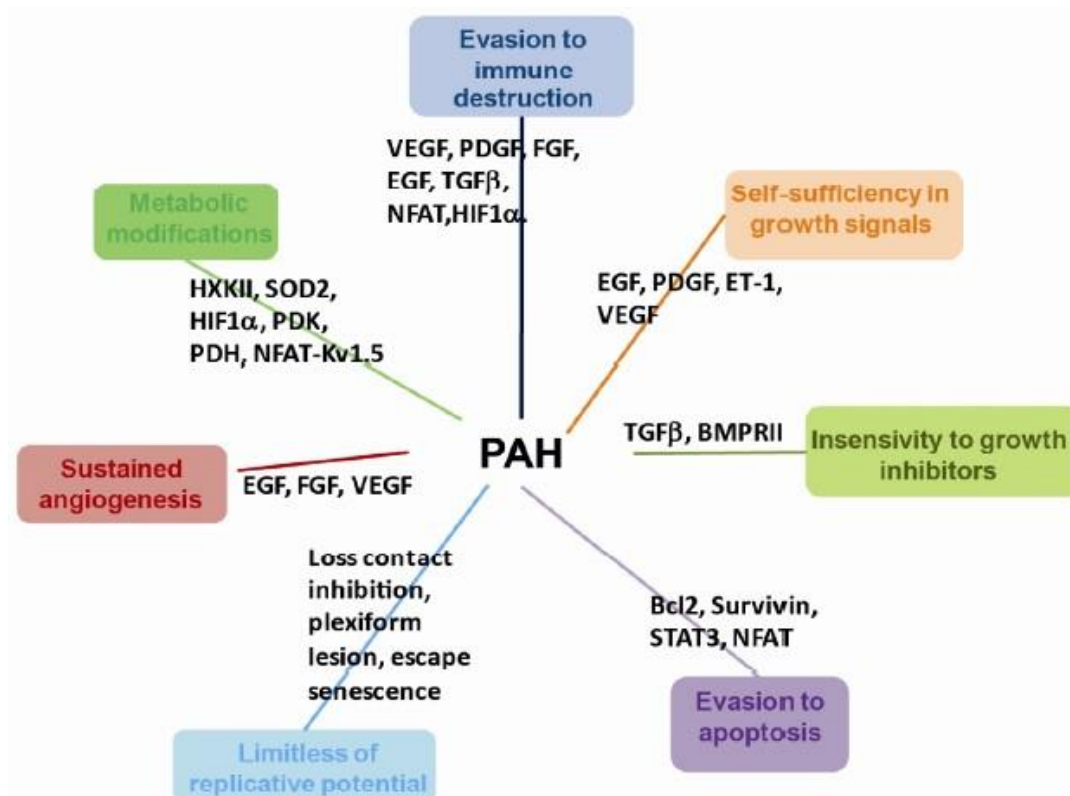 Evasion to
immune
destruction
VEGF, PDGF, FGF,
EGF, TGFβ,
NFAT,HIF1α.
Metabolic
modifications
HXKII, SOD2,
HIF1α, PDK,
PDH, NFAT-Kv1.5
Self-sufficiency in
growth signals
EGF, PDGF, ET-1,
VEGF
PAH
TGFβ, BMPRII
Insensivity to growth
inhibitors
Sustained
angiogenesis
EGF, FGF, VEGF
Loss contact
inhibition,
plexiform
lesion, escape
senescence
Limitless of
replicative potential
Bcl2, Survivin,
STAT3, NFAT
Evasion to
apoptosis